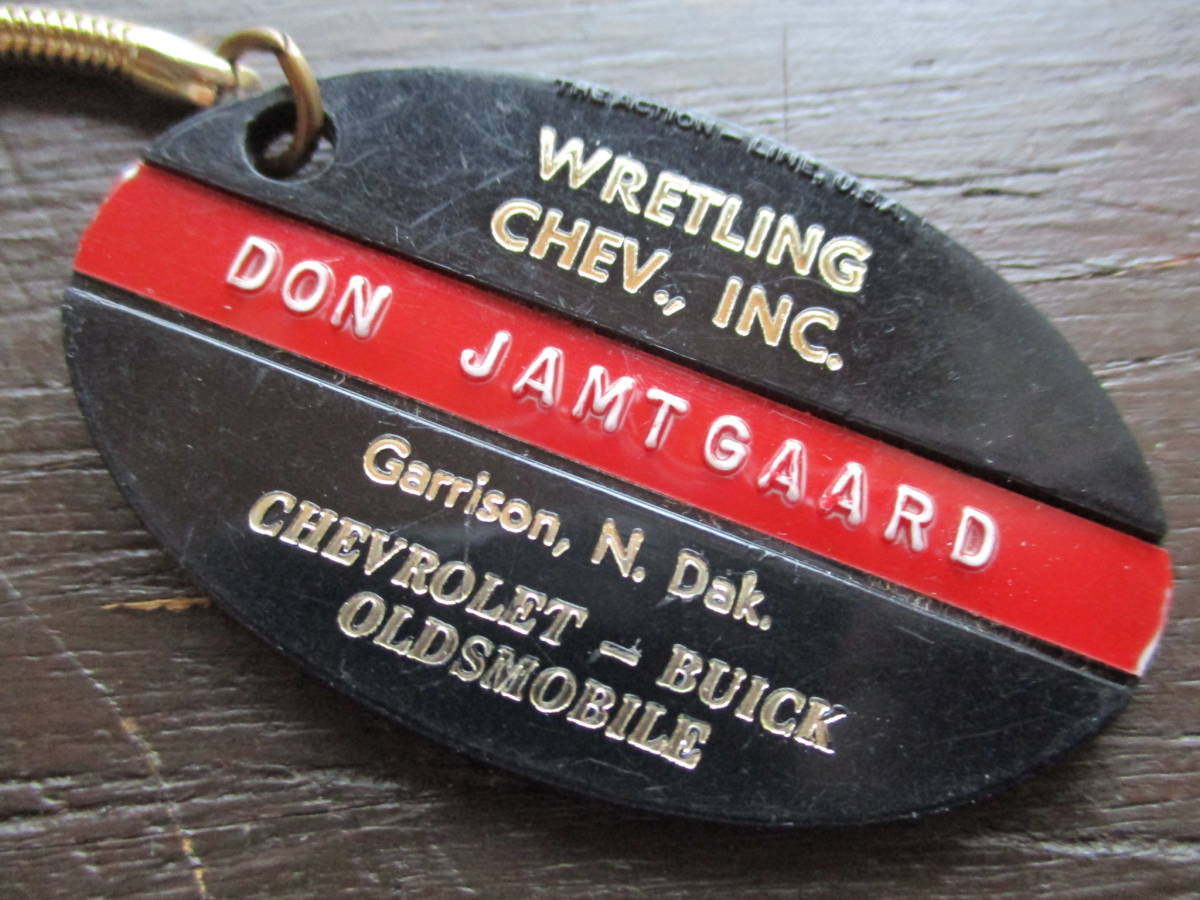 THE ACTION - LINE, U.S.A.
WRETLING
CHEV., INC.
DON JAMTGAARD
Garrison, N. Dak.
CHEVROLET – BUICK
OLDSMOBILE